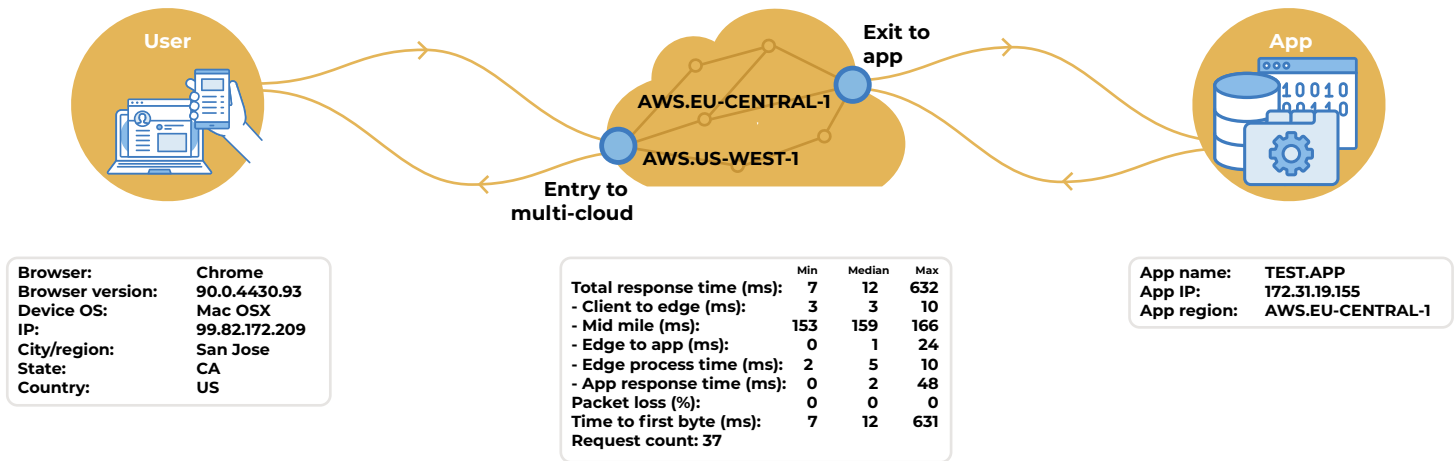 User
Exit to
app
App
10010
00110
AWS.EU-CENTRAL-1
AWS.US-WEST-1
Entry to
multi-cloud
Browser: Chrome
Browser version: 90.0.4430.93
Device OS: Mac OSX
IP: 99.82.172.209
City/region: San Jose
State: CA
Country: US
Min Median Max
Total response time (ms): 7 12 632
- Client to edge (ms): 3 3 10
- Mid mile (ms): 153 159 166
- Edge to app (ms): 0 1 24
- Edge process time (ms): 2 5 10
- App response time (ms): 0 2 48
Packet loss (%): 0 0 0
Time to first byte (ms): 7 12 631
Request count: 37
App name: TEST.APP
App IP: 172.31.19.155
App region: AWS.EU-CENTRAL-1